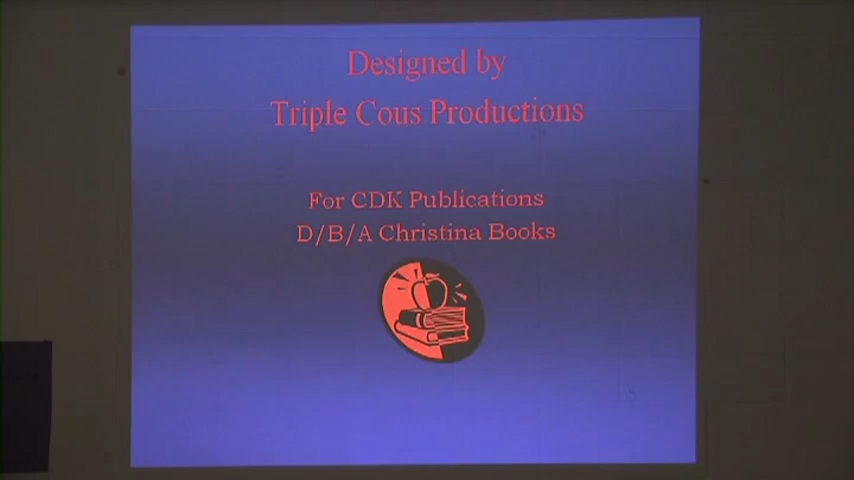 Designed by
Triple Cous Productions
For CDK Publications
D/B/A Christina Books